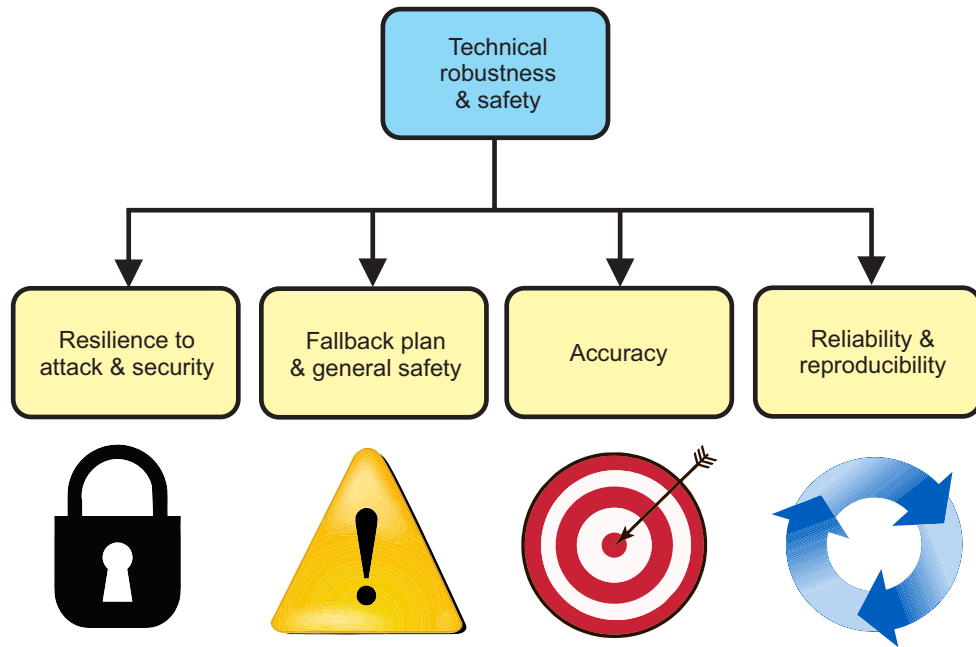 Technical
robustness
& safety
Resilience to
attack & security
Fallback plan
& general safety
Accuracy
Reliability &
reproducibility